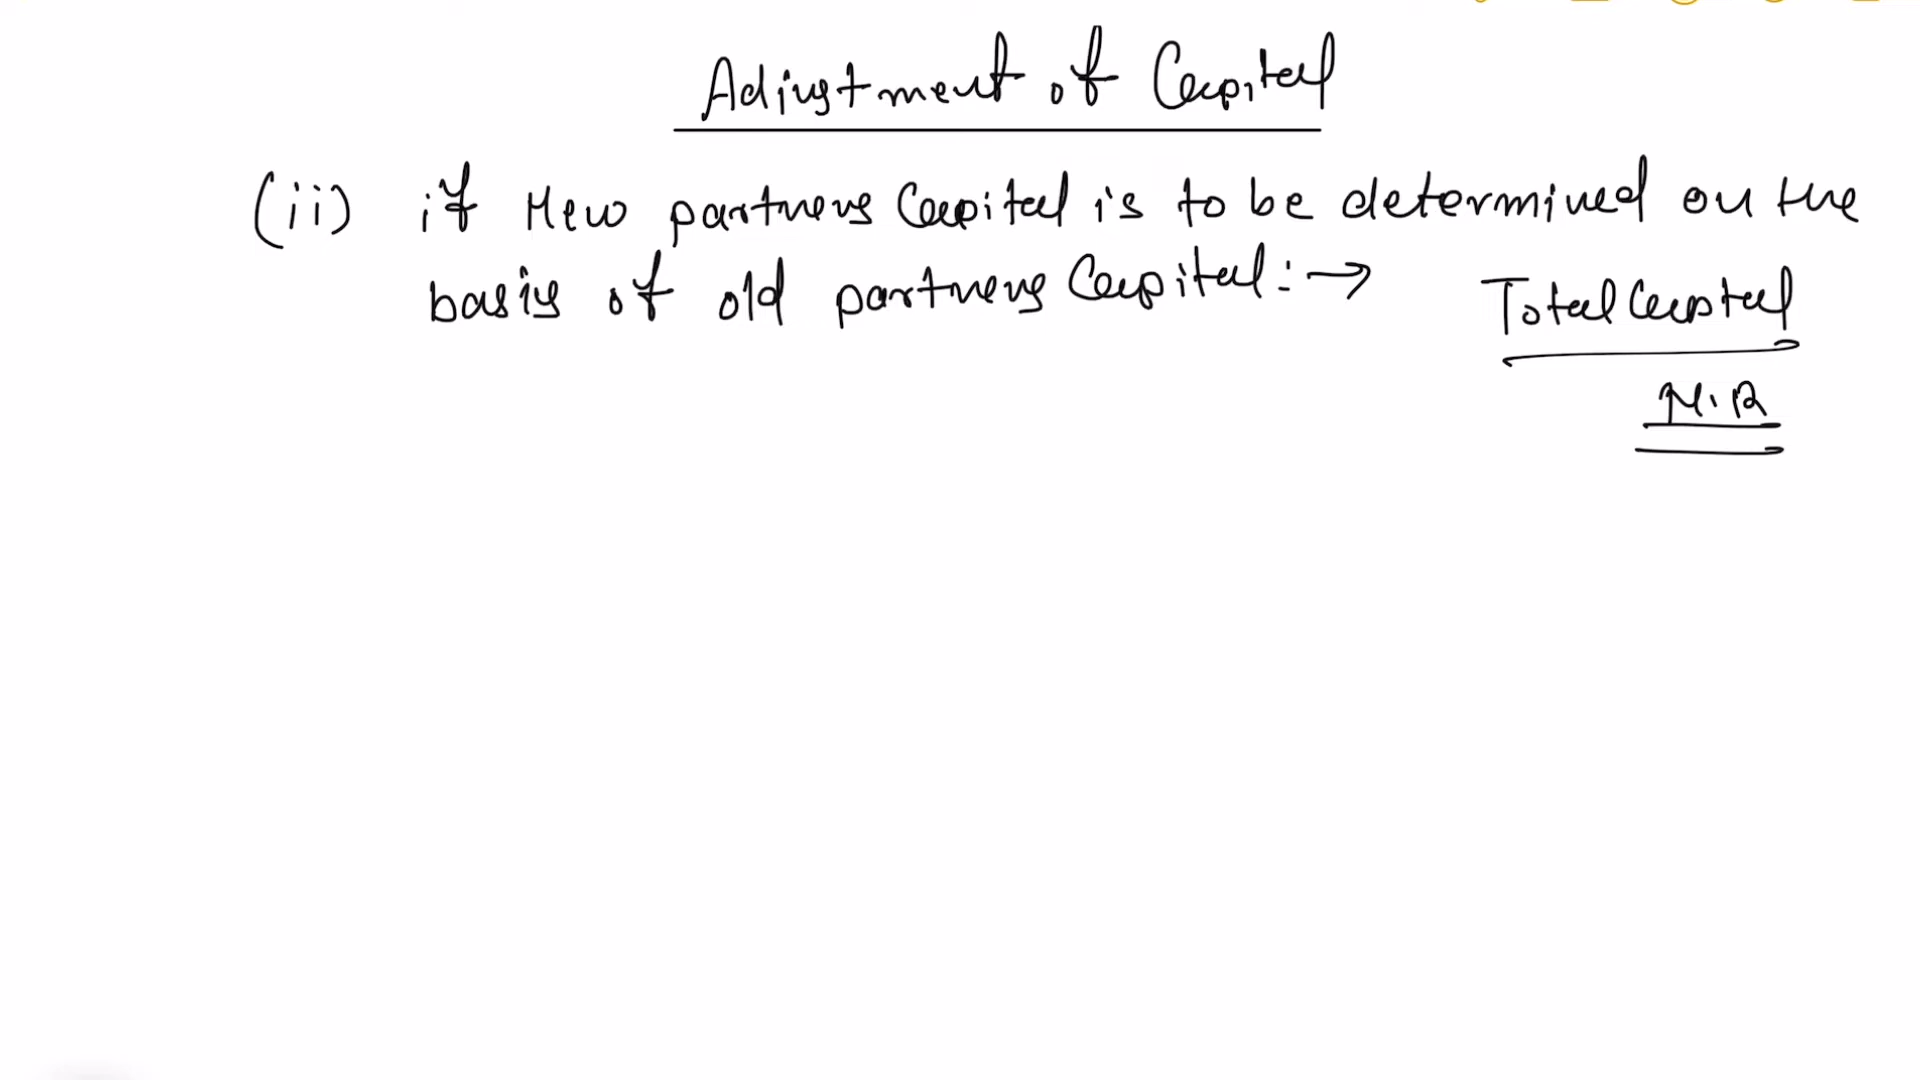 Adjustment of Capital
(ii) if New partners Capital is to be determined on the
basis of old partners Capital :→
Total Capital
N.R